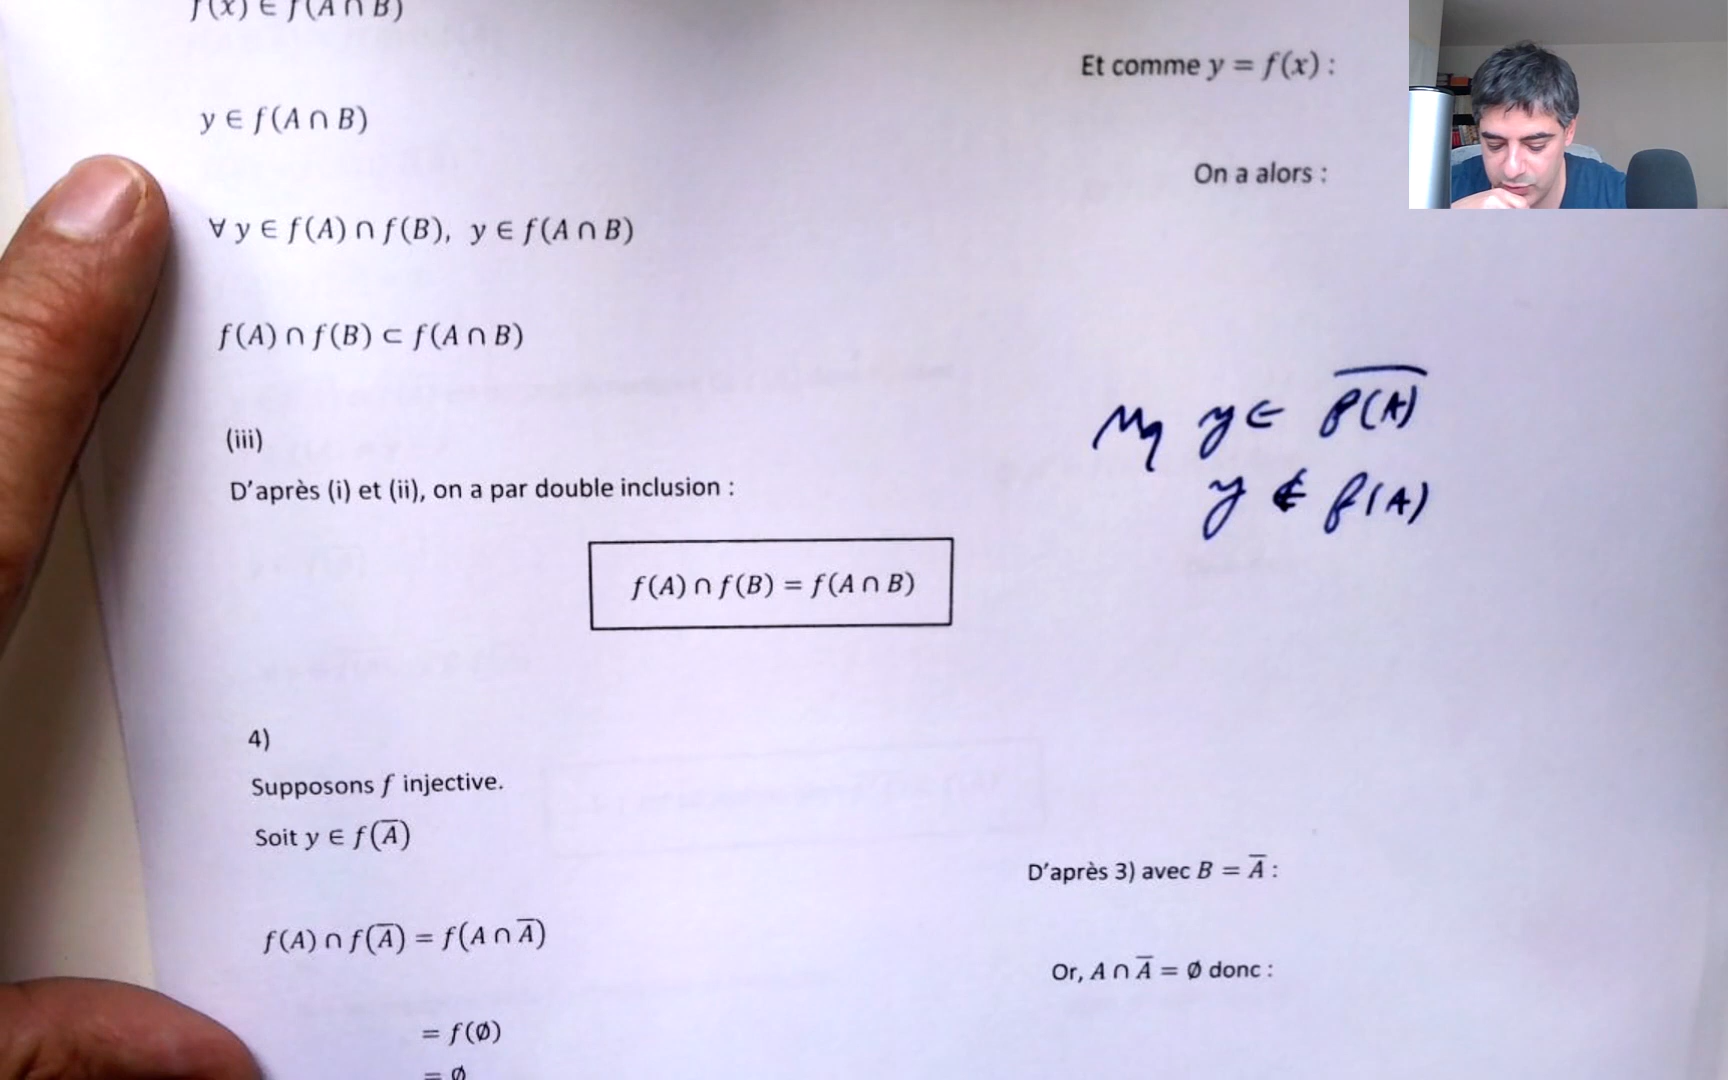 f(x) ∈ f(A ∩ B)
Et comme y = f(x) :
y ∈ f(A ∩ B)
On a alors :
∀ y ∈ f(A) ∩ f(B), y ∈ f(A ∩ B)
f(A) ∩ f(B) ⊂ f(A ∩ B)
(iii)
D'après (i) et (ii), on a par double inclusion :
f(A) ∩ f(B) = f(A ∩ B)
Mq y ∈ f(A)̅
y ∉ f(A)
4)
Supposons f injective.
Soit y ∈ f(A̅)
D'après 3) avec B = A̅ :
f(A) ∩ f(A̅) = f(A ∩ A̅)
Or, A ∩ A̅ = ∅ donc :
= f(∅)
= ∅